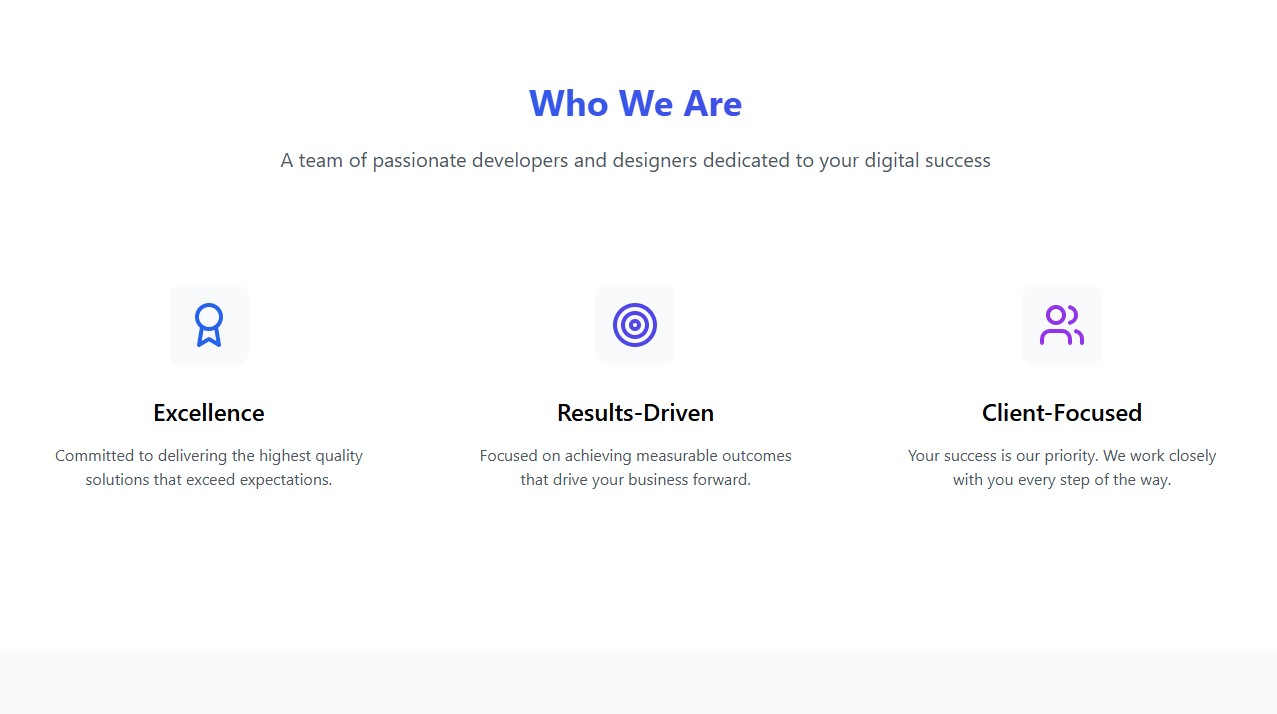 Who We Are
A team of passionate developers and designers dedicated to your digital success
Excellence
Committed to delivering the highest quality
solutions that exceed expectations.
Results-Driven
Focused on achieving measurable outcomes
that drive your business forward.
Client-Focused
Your success is our priority. We work closely
with you every step of the way.